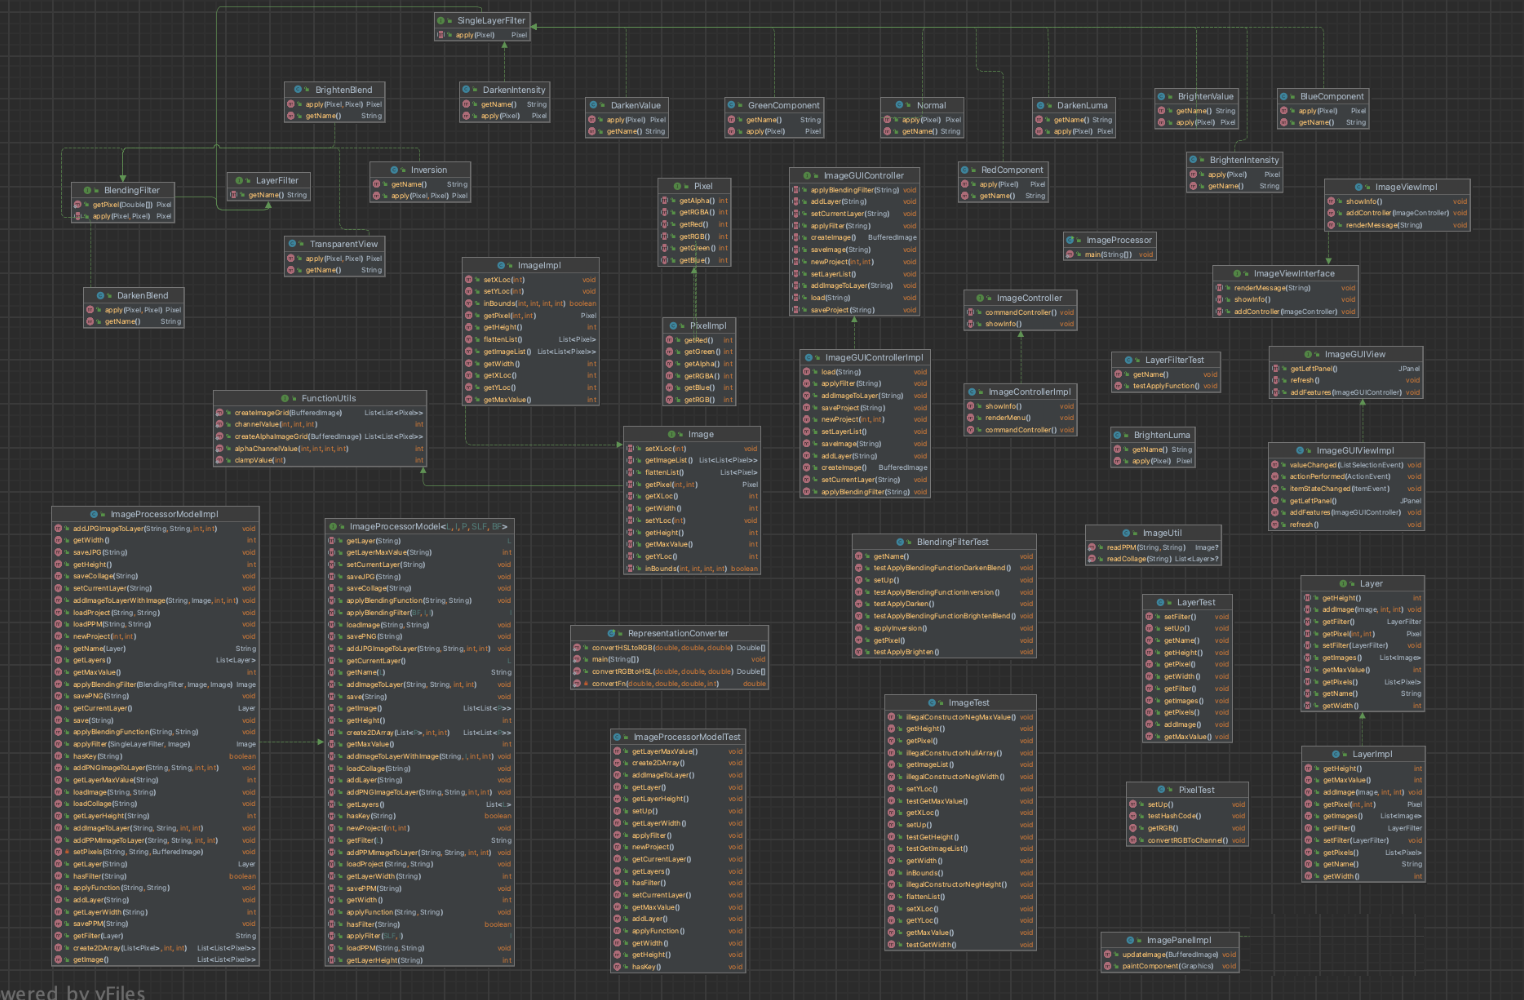 SingleLayerFilter
apply(Pixel) Pixel
BrightenBlend
apply(Pixel, Pixel) Pixel
getName() String
DarkenIntensity
getName() String
apply(Pixel) Pixel
DarkenValue
apply(Pixel) Pixel
getName() String
GreenComponent
getName() String
apply(Pixel) Pixel
Normal
apply(Pixel) Pixel
getName() String
DarkenLuma
getName() String
apply(Pixel) Pixel
BrightenValue
getName() String
apply(Pixel) Pixel
BlueComponent
apply(Pixel) Pixel
getName() String
BlendingFilter
getPixel(Double[]) Pixel
apply(Pixel, Pixel) Pixel
LayerFilter
getName() String
Inversion
getName() String
apply(Pixel, Pixel) Pixel
TransparentView
apply(Pixel, Pixel) Pixel
getName() String
DarkenBlend
apply(Pixel, Pixel) Pixel
getName() String
Pixel
getAlpha() int
getRGBA() int
getRed() int
getRGB() int
getGreen() int
getBlue() int
ImageGUIController
applyBlendingFilter(String) void
addLayer(String) void
setCurrentLayer(String) void
applyFilter(String) void
createImage() BufferedImage
saveImage(String) void
newProject(int, int) void
setLayerList() void
addImageToLayer(String) void
load(String) void
saveProject(String) void
RedComponent
apply(Pixel) Pixel
getName() String
BrightenIntensity
apply(Pixel) Pixel
getName() String
ImageViewImpl
showInfo() void
addController(ImageController) void
renderMessage(String) void
ImageProcessor
main(String[]) void
ImageViewInterface
renderMessage(String) void
showInfo() void
addController(ImageController) void
ImageImpl
setXLoc(int) void
setYLoc(int) void
inBounds(int, int, int, int) boolean
getPixel(int, int) Pixel
getHeight() int
flattenList() List<Pixel>
getImageList() List<List<Pixel>>
getWidth() int
getXLoc() int
getYLoc() int
getMaxValue() int
PixelImpl
getRed() int
getGreen() int
getAlpha() int
getRGBA() int
getBlue() int
getRGB() int
ImageController
commandController() void
showInfo() void
ImageGUIControllerImpl
load(String) void
applyFilter(String) void
addImageToLayer(String) void
saveProject(String) void
newProject(int, int) void
setLayerList() void
saveImage(String) void
addLayer(String) void
createImage() BufferedImage
setCurrentLayer(String) void
applyBlendingFilter(String) void
ImageControllerImpl
showInfo() void
renderMenu() void
commandController() void
LayerFilterTest
getName() void
testApplyFunction() void
ImageGUIView
getLeftPanel() JPanel
refresh() void
addFeatures(ImageGUIController) void
FunctionUtils
createImageGrid(BufferedImage) List<List<Pixel>>
channelValue(int, int, int) int
createAlphaImageGrid(BufferedImage) List<List<Pixel>>
alphaChannelValue(int, int, int, int) int
clampValue(int) int
Image
setXLoc(int) void
getImageList() List<List<Pixel>>
flattenList() List<Pixel>
getPixel(int, int) Pixel
getXLoc() int
getWidth() int
setYLoc(int) void
getHeight() int
getMaxValue() int
getYLoc() int
inBounds(int, int, int, int) boolean
BrightenLuma
getName() String
apply(Pixel) Pixel
ImageGUIViewImpl
valueChanged(ListSelectionEvent) void
actionPerformed(ActionEvent) void
itemStateChanged(ItemEvent) void
getLeftPanel() JPanel
addFeatures(ImageGUIController) void
refresh() void
ImageProcessorModelImpl
addJPGImageToLayer(String, String, int, int) void
getWidth() int
saveJPG(String) void
getHeight() int
saveCollage(String) void
setCurrentLayer(String) void
addImageToLayerWithImage(String, Image, int, int) void
loadProject(String, String) void
loadPPM(String, String) void
newProject(int, int) void
getName(Layer) String
getLayers() List<Layer>
getMaxValue() int
applyBlendingFilter(BlendingFilter, Image, Image) Image
savePNG(String) void
getCurrentLayer() Layer
save(String) void
applyBlendingFunction(String, String) void
applyFilter(SingleLayerFilter, Image) Image
hasKey(String) boolean
addPNGImageToLayer(String, String, int, int) void
getLayerMaxValue(String) int
loadImage(String, String) void
loadCollage(String) void
getLayerHeight(String) int
addImageToLayer(String, String, int, int) void
addPPMImageToLayer(String, String, int, int) void
setPixels(String, String, BufferedImage) void
getLayer(String) Layer
hasFilter(String) boolean
applyFunction(String, String) void
addLayer(String) void
getLayerWidth(String) int
savePPM(String) void
getFilter(Layer) String
create2DArray(List<Pixel>, int, int) List<List<Pixel>>
getImage() List<List<Pixel>>
ImageProcessorModel<L, I, P, SLF, BF>
getLayer(String) L
getLayerMaxValue(String) int
setCurrentLayer(String) void
saveJPG(String) void
saveCollage(String) void
applyBlendingFunction(String, String) void
applyBlendingFilter(BF, I, I) I
loadImage(String, String) void
savePNG(String) void
addJPGImageToLayer(String, String, int, int) void
getCurrentLayer() L
getName(L) String
addImageToLayer(String, String, int, int) void
save(String) void
getImage() List<List<P>>
getHeight() int
create2DArray(List<P>, int, int) List<List<P>>
getMaxValue() int
addImageToLayerWithImage(String, I, int, int) void
loadCollage(String) void
addLayer(String) void
addPNGImageToLayer(String, String, int, int) void
getLayers() List<L>
hasKey(String) boolean
newProject(int, int) void
getFilter(L) String
addPPMImageToLayer(String, String, int, int) void
loadProject(String, String) void
getLayerWidth(String) int
savePPM(String) void
getWidth() int
applyFunction(String, String) void
hasFilter(String) boolean
applyFilter(SLF, I) I
loadPPM(String, String) void
getLayerHeight(String) int
BlendingFilterTest
getName() void
testApplyBlendingFunctionDarkenBlend() void
setUp() void
testApplyBlendingFunctionInversion() void
testApplyDarken() void
testApplyBlendingFunctionBrightenBlend() void
applyInversion() void
getPixel() void
testApplyBrighten() void
ImageUtil
readPPM(String, String) Image?
readCollage(String) List<Layer>?
RepresentationConverter
convertHSLtoRGB(double, double, double) Double[]
main(String[]) void
convertRGBtoHSL(double, double, double) Double[]
convertFn(double, double, double, int) double
LayerTest
setFilter() void
setUp() void
getName() void
getHeight() void
getPixel() void
getWidth() void
getFilter() void
getImages() void
getPixels() void
addImage() void
getMaxValue() void
Layer
getHeight() int
addImage(Image, int, int) void
getFilter() LayerFilter
getPixel(int, int) Pixel
setFilter(LayerFilter) void
getImages() List<Image>
getMaxValue() int
getPixels() List<Pixel>
getName() String
getWidth() int
ImageProcessorModelTest
getLayerMaxValue() void
create2DArray() void
addImageToLayer() void
getLayer() void
getLayerHeight() void
setUp() void
getLayerWidth() void
applyFilter() void
newProject() void
getCurrentLayer() void
getLayers() void
hasFilter() void
setCurrentLayer() void
getMaxValue() void
addLayer() void
applyFunction() void
getWidth() void
getHeight() void
hasKey() void
ImageTest
illegalConstructorNegMaxValue() void
getHeight() void
getPixel() void
illegalConstructorNullArray() void
getImageList() void
illegalConstructorNegWidth() void
setYLoc() void
testGetMaxValue() void
getXLoc() void
setUp() void
testGetHeight() void
testGetImageList() void
getWidth() void
inBounds() void
illegalConstructorNegHeight() void
flattenList() void
setXLoc() void
getYLoc() void
getMaxValue() void
testGetWidth() void
LayerImpl
getHeight() int
getMaxValue() int
addImage(Image, int, int) void
getPixel(int, int) Pixel
getImages() List<Image>
getFilter() LayerFilter
setFilter(LayerFilter) void
getPixels() List<Pixel>
getName() String
getWidth() int
PixelTest
setUp() void
testHashCode() void
getRGB() void
convertRGBToChannel() void
ImagePanelImpl
updateImage(BufferedImage) void
paintComponent(Graphics) void
wered by yFiles